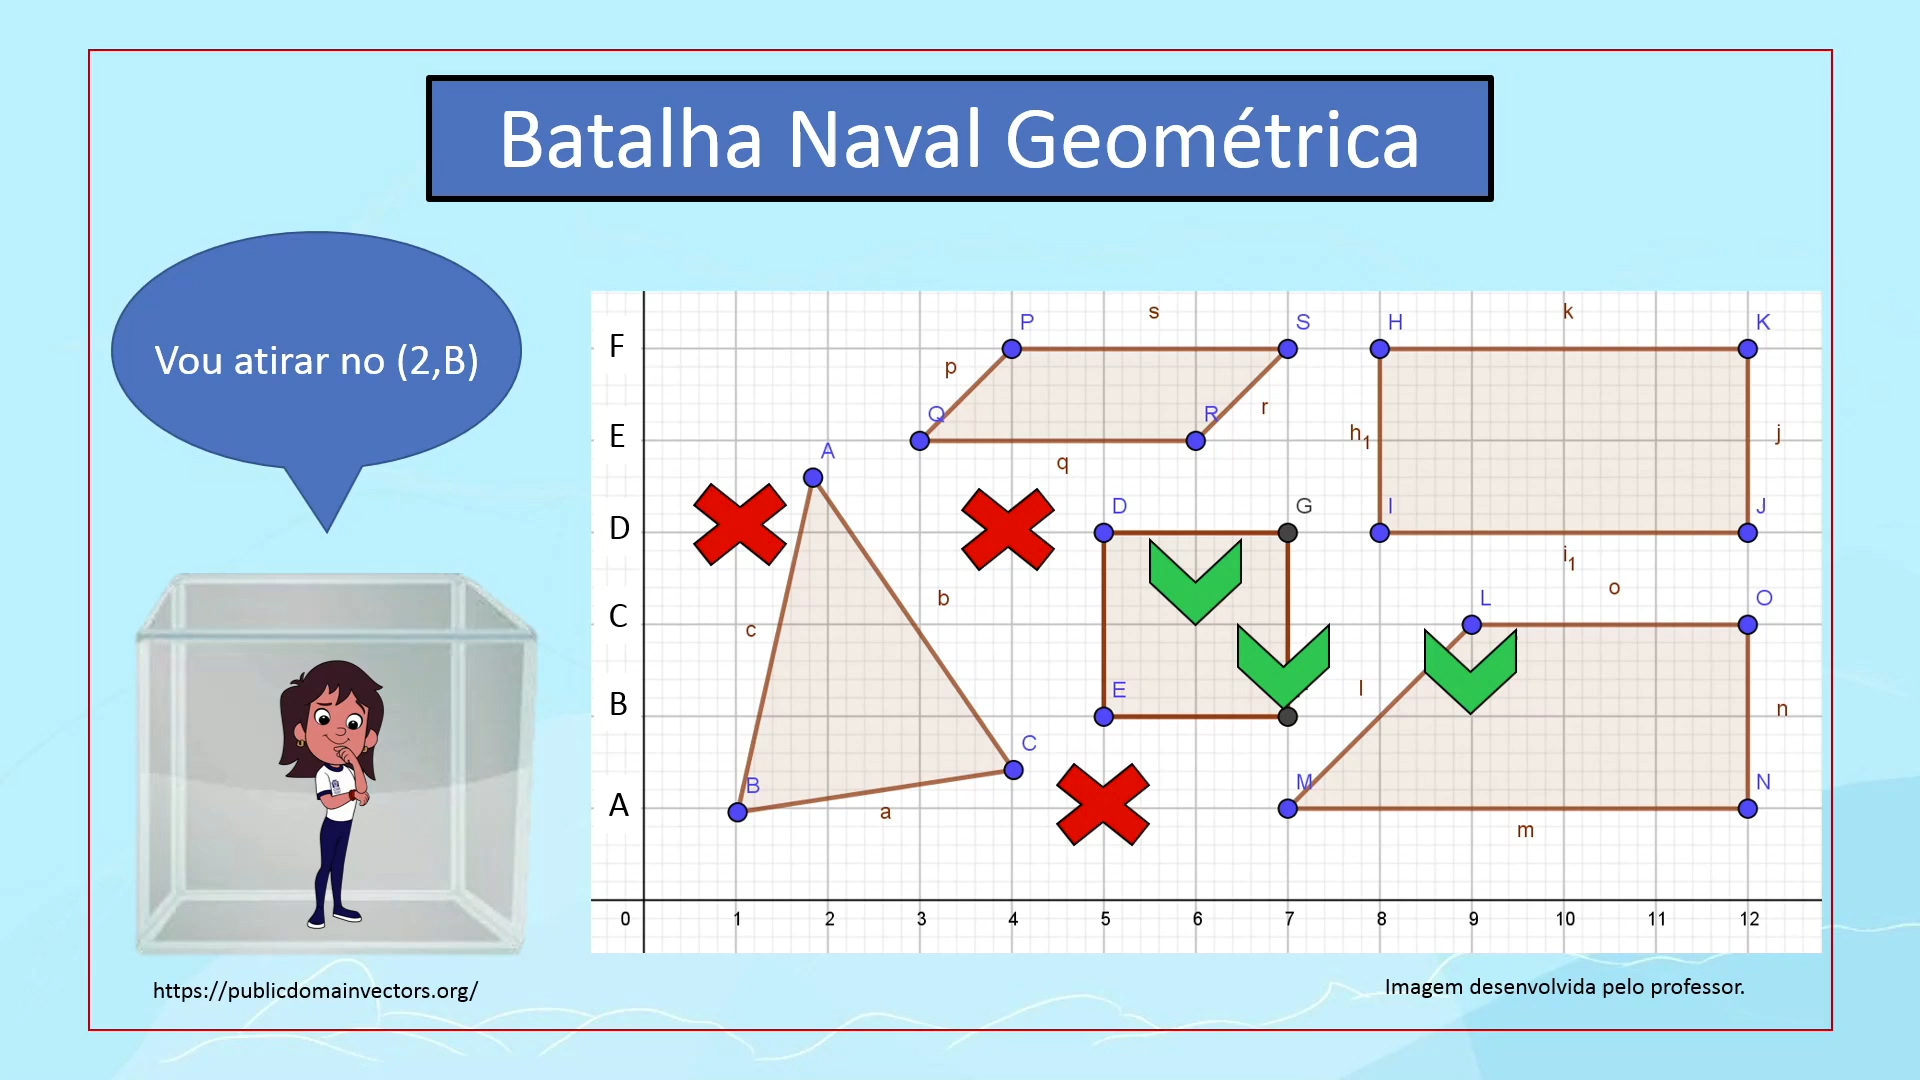 Batalha Naval Geométrica
Vou atirar no (2,B)
s
P S H k K
F
p
Q R r
E
h1 j
A q
D G I J
D
i1
b o
L O
C
c
E l n
B
C
B M N
A
a m
0 1 2 3 4 5 6 7 8 9 10 11 12
https://publicdomainvectors.org/
Imagem desenvolvida pelo professor.